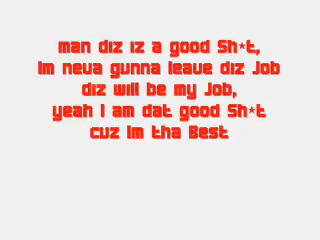 man diz iz a good Sh*t,
Im neva gunna leave diz Job
diz will be my Job,
yeah I am dat good Sh*t
cuz Im tha Best